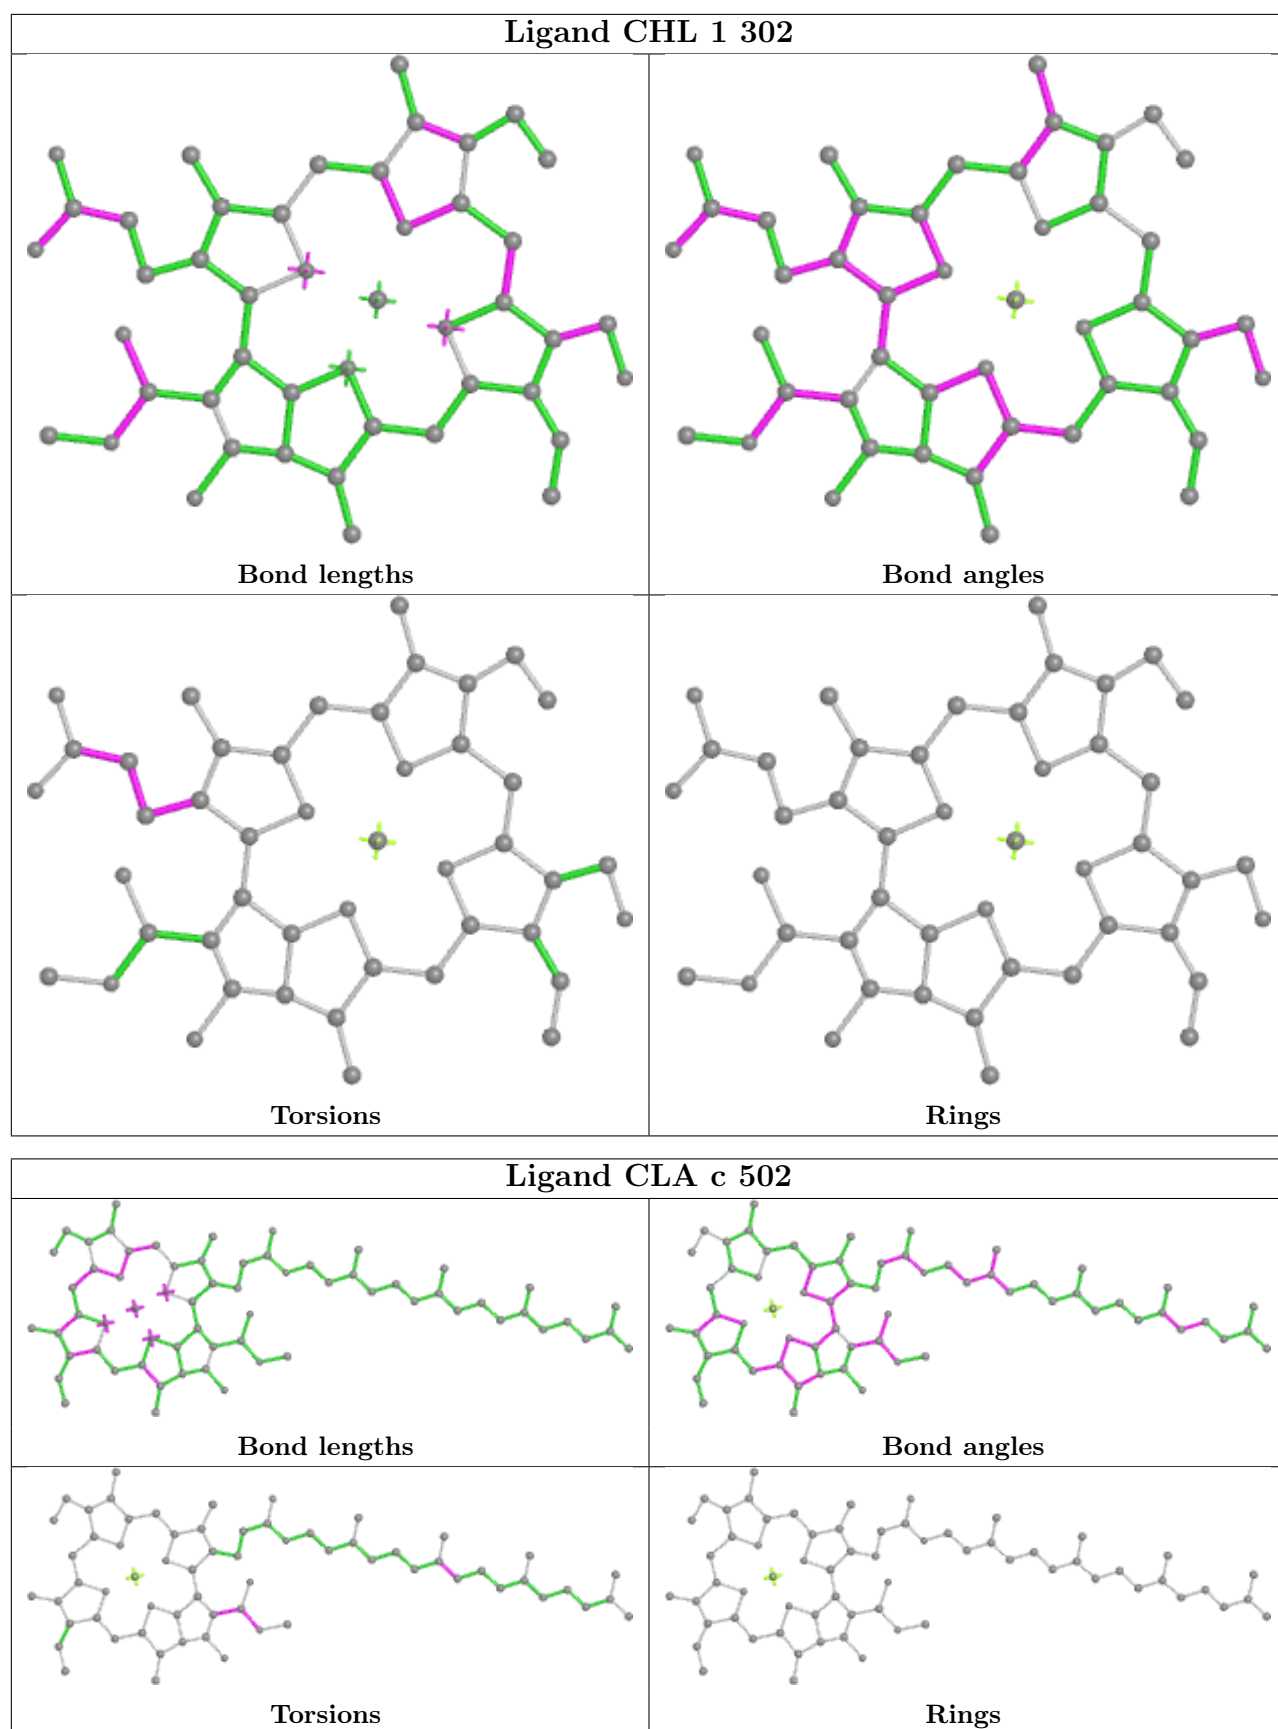 Ligand CHL 1 302
Bond lengths
Bond angles
Torsions
Rings
Ligand CLA c 502
Bond lengths
Bond angles
Torsions
Rings